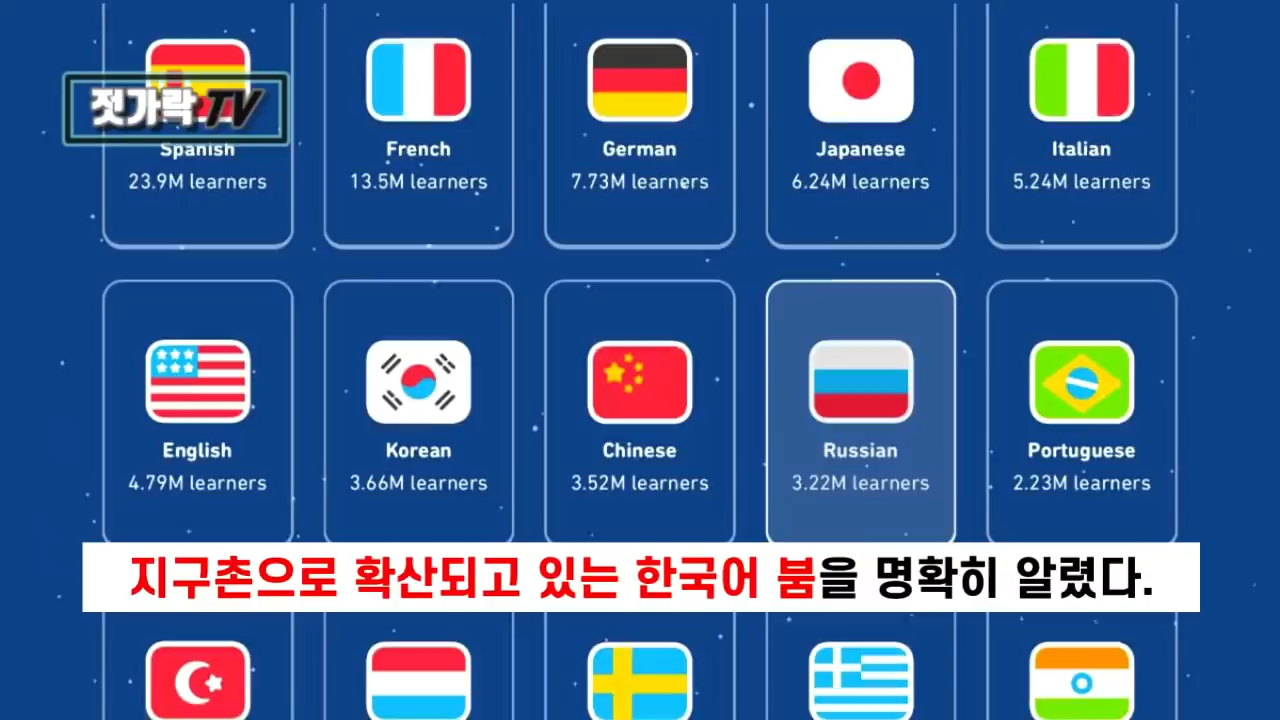 젓가락 TV
Spanish
French
German
Japanese
Italian
23.9M learners
13.5M learners
7.73M learners
6.24M learners
5.24M learners
English
Korean
Chinese
Russian
Portuguese
4.79M learners
3.66M learners
3.52M learners
3.22M learners
2.23M learners
지구촌으로 확산되고 있는 한국어 붐을 명확히 알렸다.